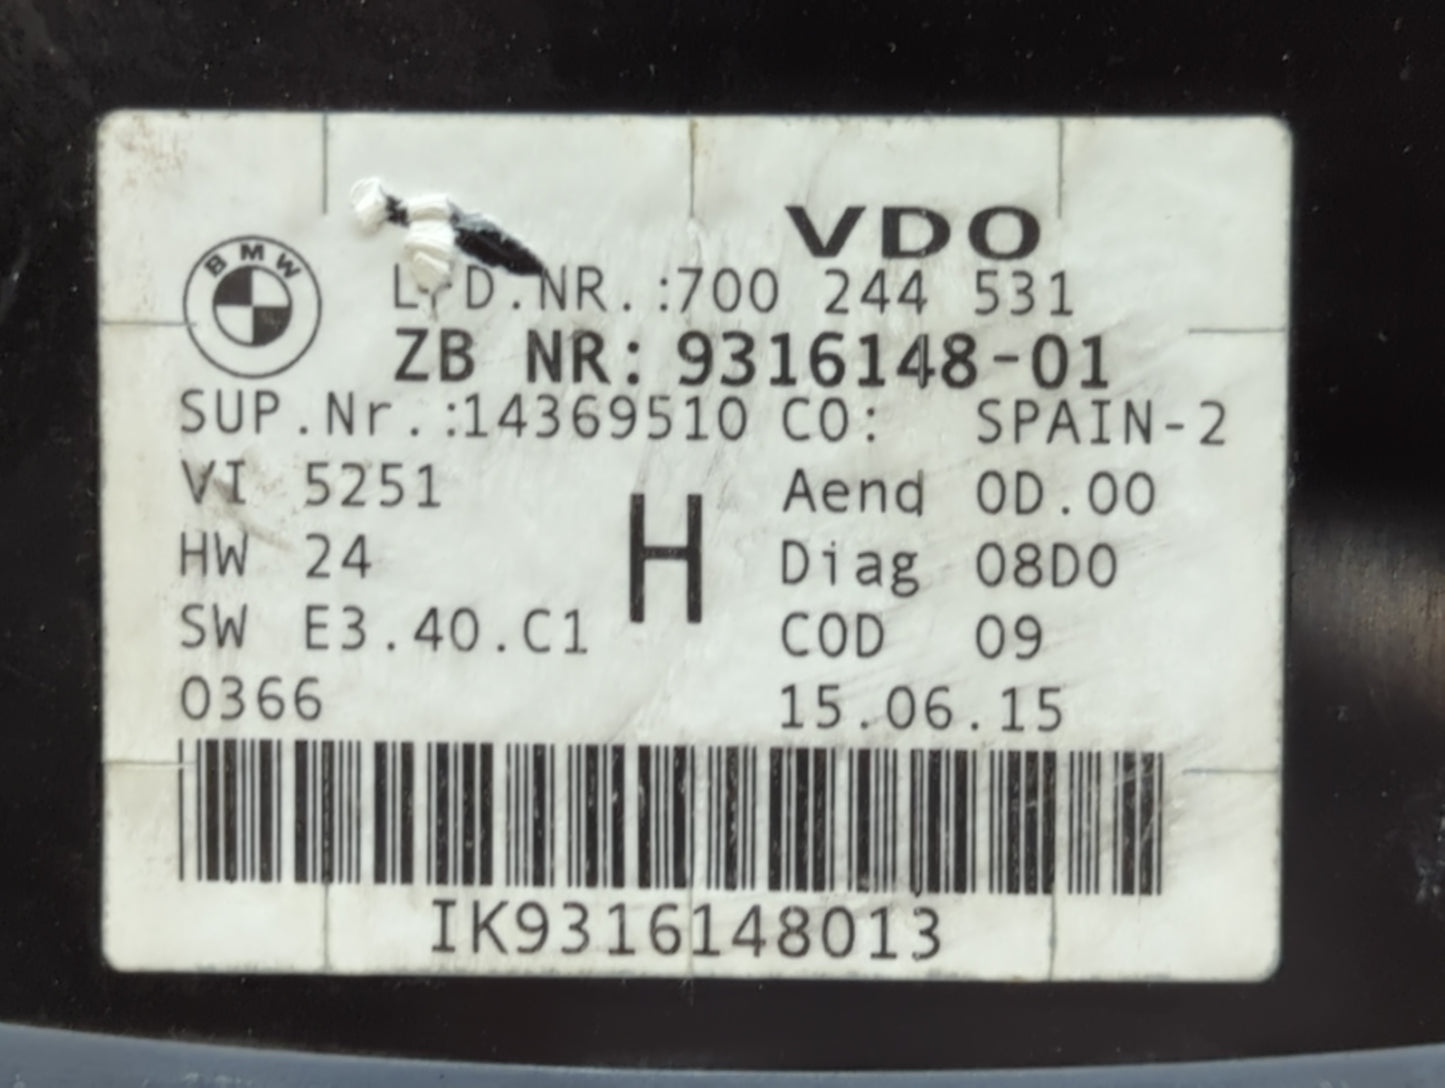 VDO
BMW
LFD.NR.:700 244 531
ZB NR: 9316148-01
SUP.Nr.:14369510 CO: SPAIN-2
VI 5251 Aend 0D.00
H
HW 24 Diag 08D0
SW E3.40.C1 COD 09
0366 15.06.15
IK9316148013